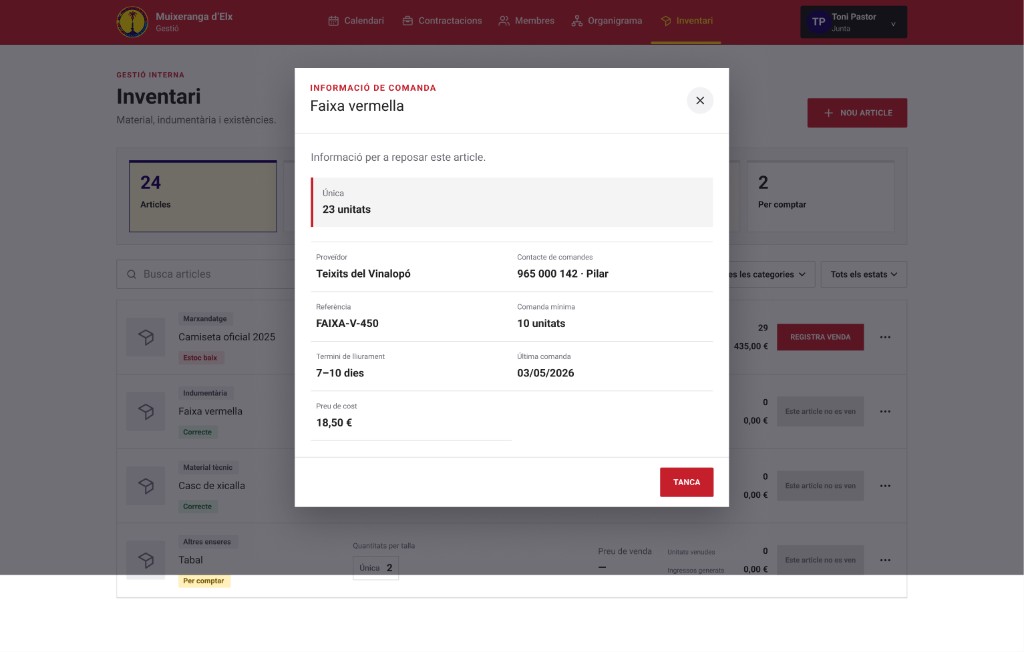 Muixeranga d'Elx
Gestió
Calendari
Contractacions
Membres
Organigrama
Inventari
TP
Toni Pastor
Junta
GESTIÓ INTERNA
Inventari
Material, indumentària i existències.
NOU ARTICLE
24
Articles
2
Per comptar
Busca articles
es les categories
Tots els estats
INFORMACIÓ DE COMANDA
Faixa vermella
Informació per a reposar este article.
Única
23 unitats
Proveïdor
Teixits del Vinalopó
Contacte de comandes
965 000 142 · Pilar
Referència
FAIXA-V-450
Comanda mínima
10 unitats
Termini de lliurament
7–10 dies
Última comanda
03/05/2026
Preu de cost
18,50 €
TANCA
Marxandatge
Camiseta oficial 2025
Estoc baix
29
435,00 €
REGISTRA VENDA
Indumentària
Faixa vermella
Correcte
0
0,00 €
Este article no es ven
Material tècnic
Casc de xicalla
Correcte
0
0,00 €
Este article no es ven
Altres enseres
Tabal
Per comptar
Quantitats per talla
Única 2
Preu de venda
—
Unitats venudes
0
Ingressos generats
0,00 €
Este article no es ven